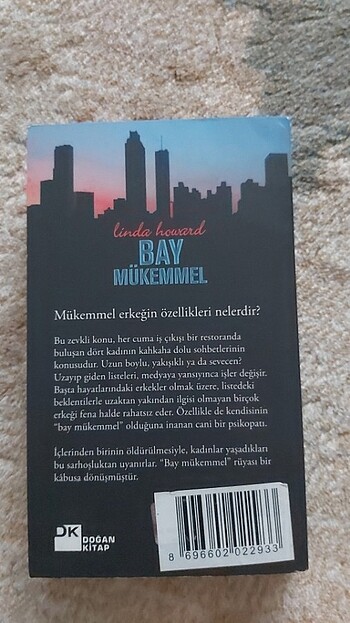 linda howard
BAY
MÜKEMMEL
Mükemmel erkeğin özellikleri nelerdir?
Bu zevkli konu, her cuma iş çıkışı bir restoranda
buluşan dört kadının kahkaha dolu sohbetlerinin
konusudur. Uzun boylu, yakışıklı ya da sevecen?
Uzayıp giden listeleri, medyaya yansıyınca işler değişir.
Başta hayatlarındaki erkekler olmak üzere, listedeki
beklentilerle uzaktan yakından ilgisi olmayan birçok
erkeği fena halde rahatsız eder. Özellikle de kendisinin
“bay mükemmel” olduğuna inanan cani bir psikopatı.
İçlerinden birinin öldürülmesiyle, kadınlar yaşadıkları
bu sarhoşluktan uyanırlar. “Bay mükemmel” rüyası bir
kâbusa dönüşmüştür.
DK
DOĞAN
KİTAP
8 696602 022933